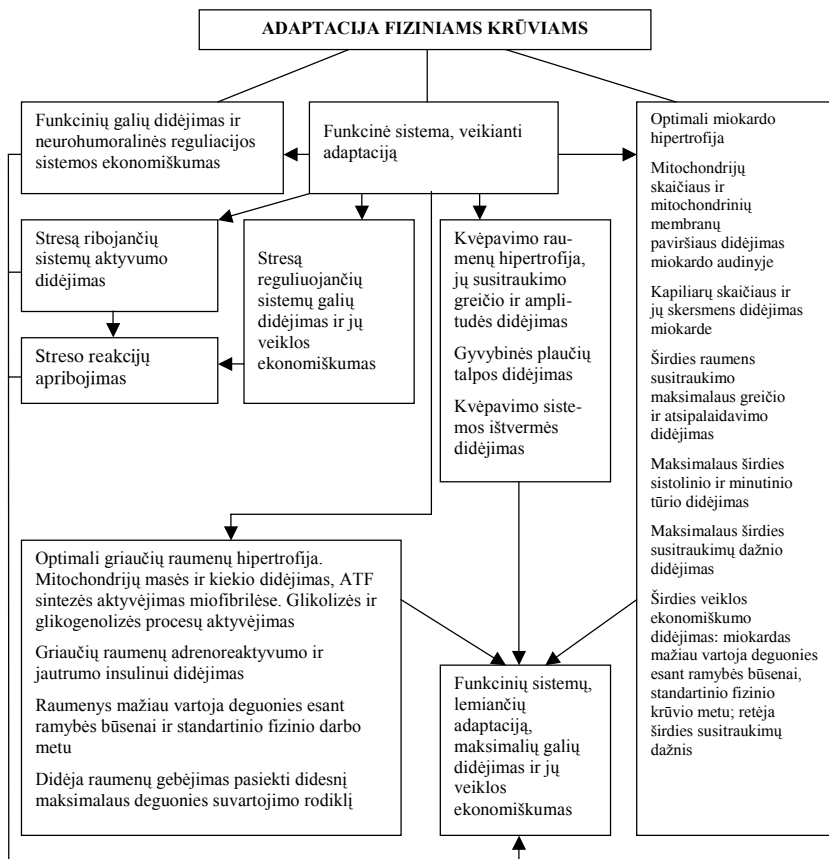 ADAPTACIJA FIZINIAMS KRŪVIAMS
Funkcinių galių didėjimas ir
neurohumoralinės reguliacijos
sistemos ekonomiškumas
Funkcinė sistema, veikianti
adaptaciją
Optimali miokardo
hipertrofija
Mitochondrijų
skaičiaus ir
mitochondrinių
membranų
paviršiaus didėjimas
miokardo audinyje
Kapiliarų skaičiaus ir
jų skersmens didėjimas
miokarde
Širdies raumens
susitraukimo
maksimalaus greičio
ir atsipalaidavimo
didėjimas
Maksimalaus širdies
sistolinio ir minutinio
tūrio didėjimas
Maksimalaus širdies
susitraukimų dažnio
didėjimas
Širdies veiklos
ekonomiškumo
didėjimas: miokardas
mažiau vartoja deguonies
esant ramybės būsenai,
standartinio fizinio
krūvio metu; retėja
širdies susitraukimų
dažnis
Stresą ribojančių
sistemų aktyvumo
didėjimas
Stresą
reguliuojančių
sistemų galių
didėjimas ir jų
veiklos
ekonomiškumas
Kvėpavimo rau-
menų hipertrofija,
jų susitraukimo
greičio ir ampli-
tudės didėjimas
Gyvybinės plaučių
talpos didėjimas
Kvėpavimo siste-
mos ištvermės
didėjimas
Streso reakcijų
apribojimas
Optimali griaučių raumenų hipertrofija.
Mitochondrijų masės ir kiekio didėjimas, ATF
sintezės aktyvėjimas miofibrilėse. Glikolizės ir
glikogenolizės procesų aktyvėjimas
Griaučių raumenų adrenoreaktyvumo ir
jautrumo insulinui didėjimas
Raumenys mažiau vartoja deguonies esant
ramybės būsenai ir standartinio fizinio darbo
metu
Didėja raumenų gebėjimas pasiekti didesnį
maksimalaus deguonies suvartojimo rodiklį
Funkcinių sistemų,
lemiančių
adaptaciją,
maksimalių galių
didėjimas ir jų
veiklos
ekonomiškumas